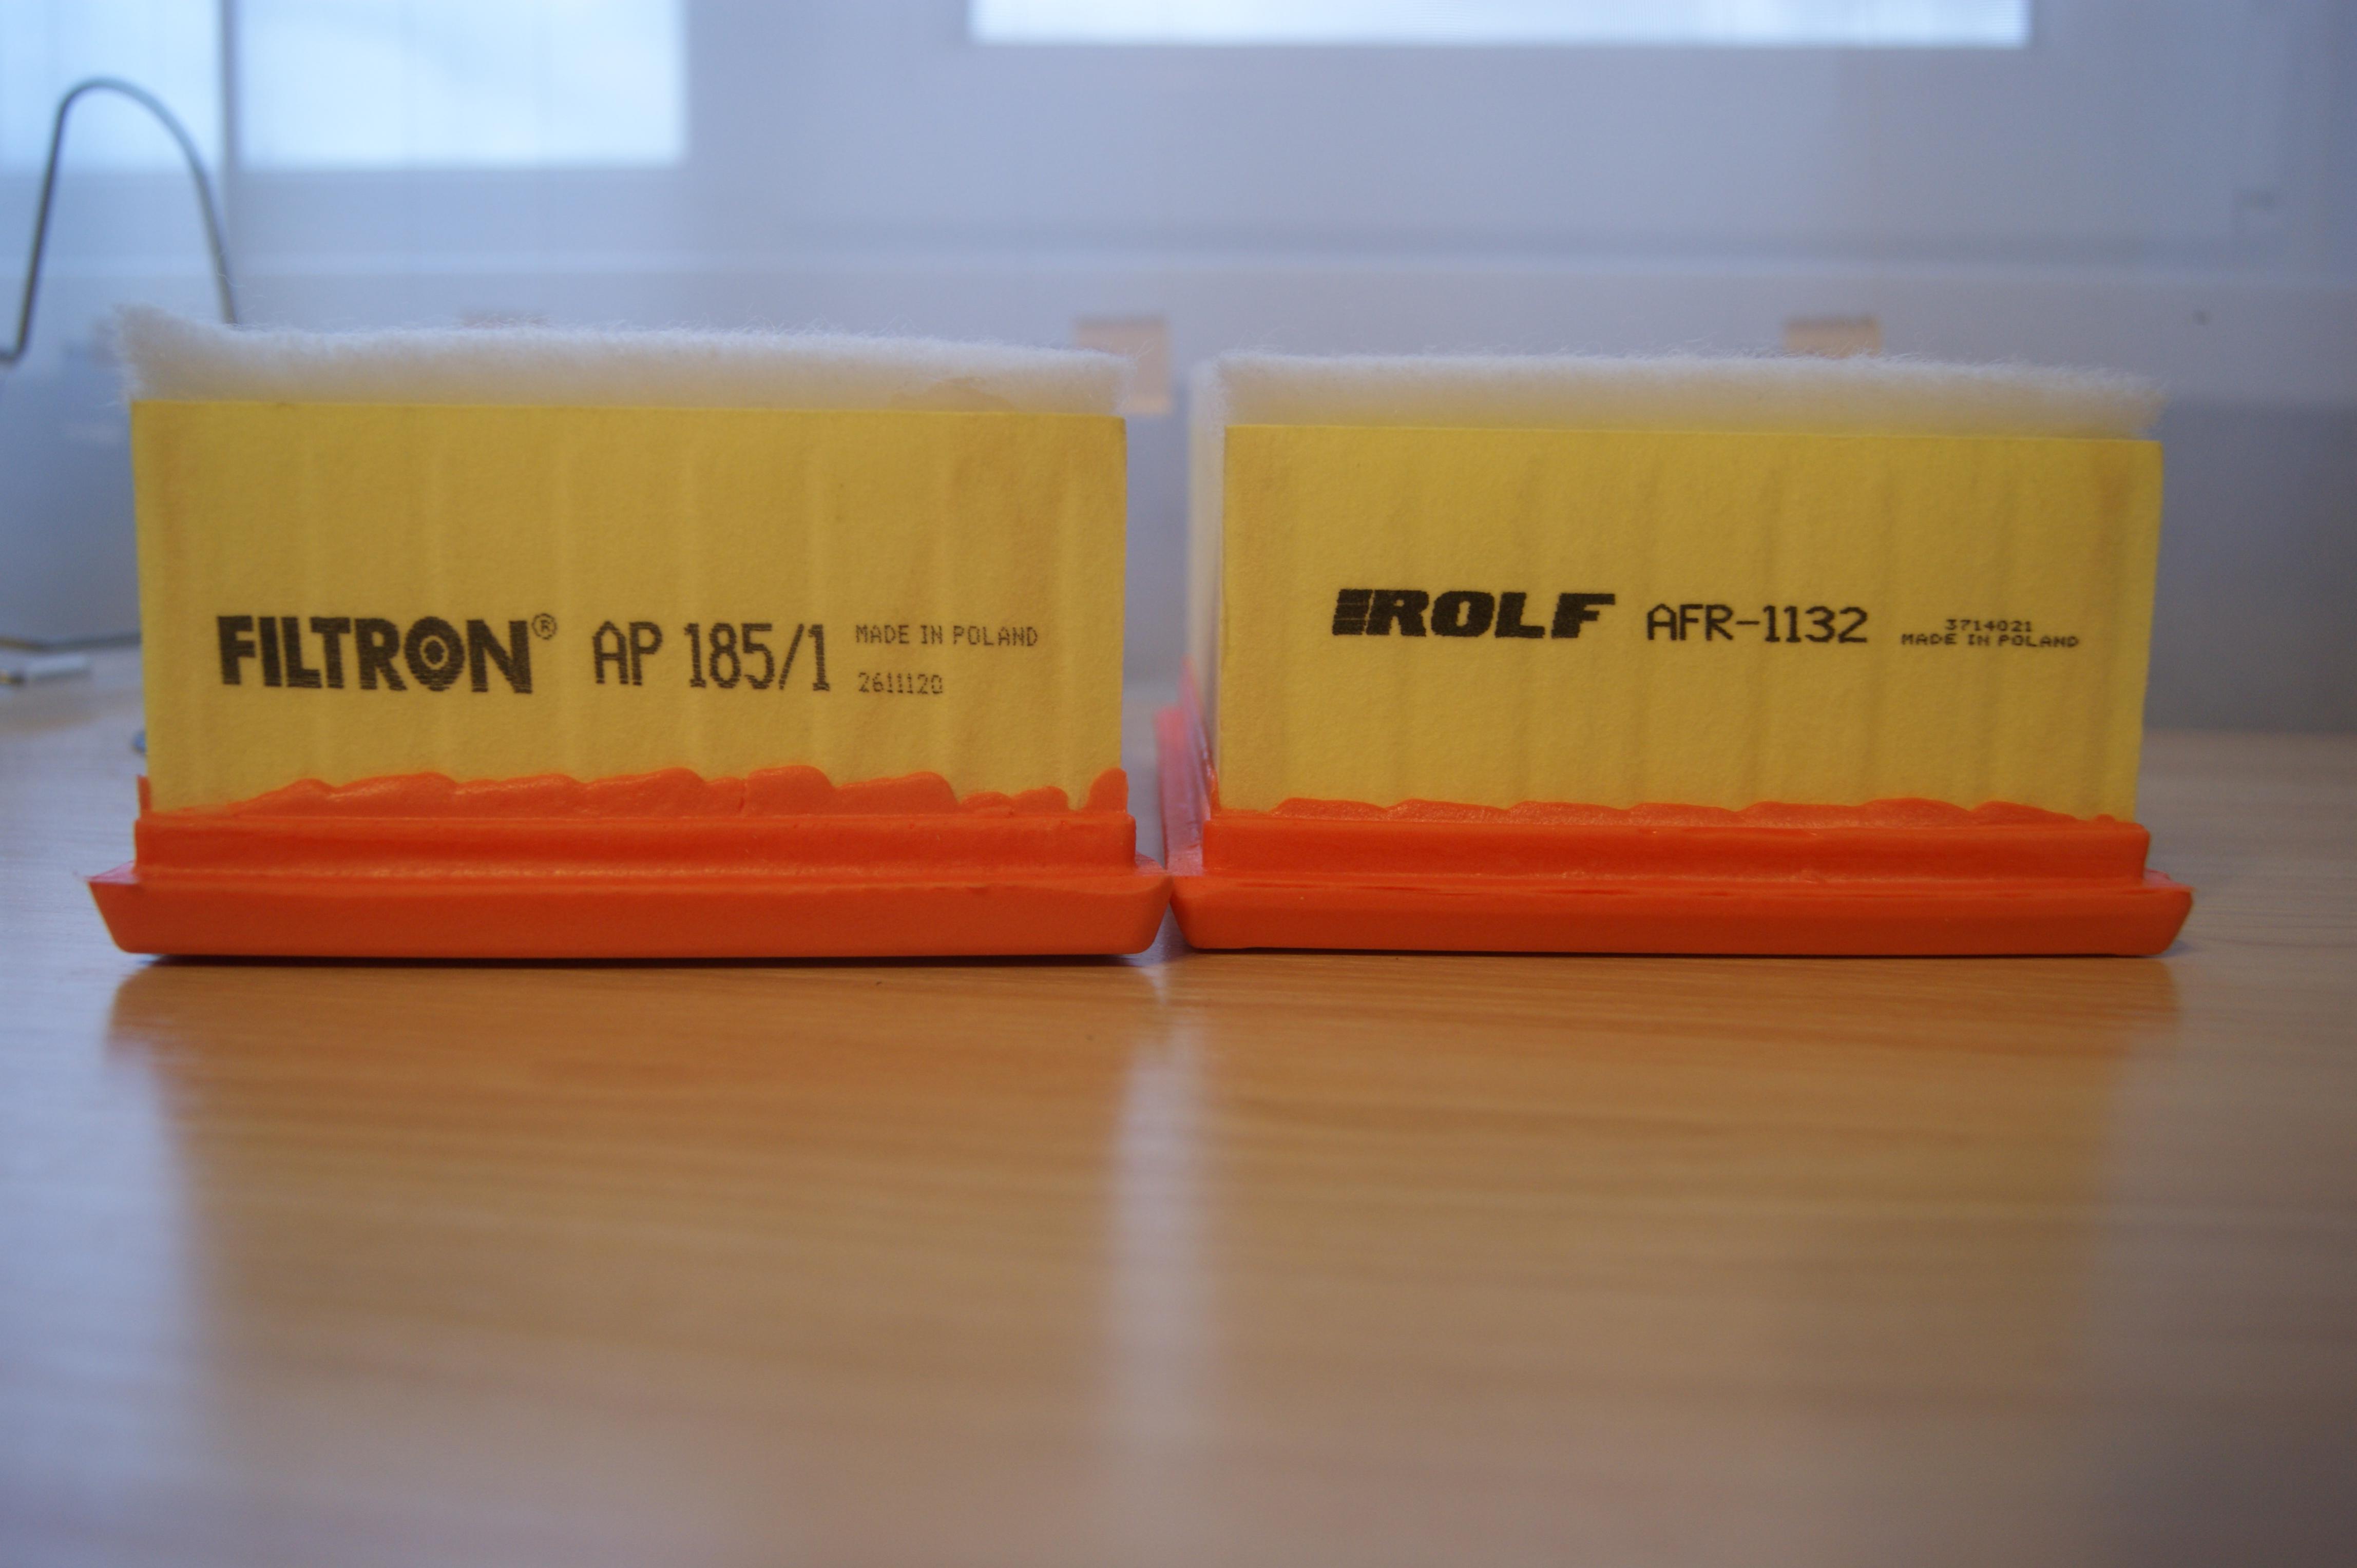 FILTRON® AP 185/1 MADE IN POLAND
2611120
ROLF AFR-1132 3714021
MADE IN POLAND